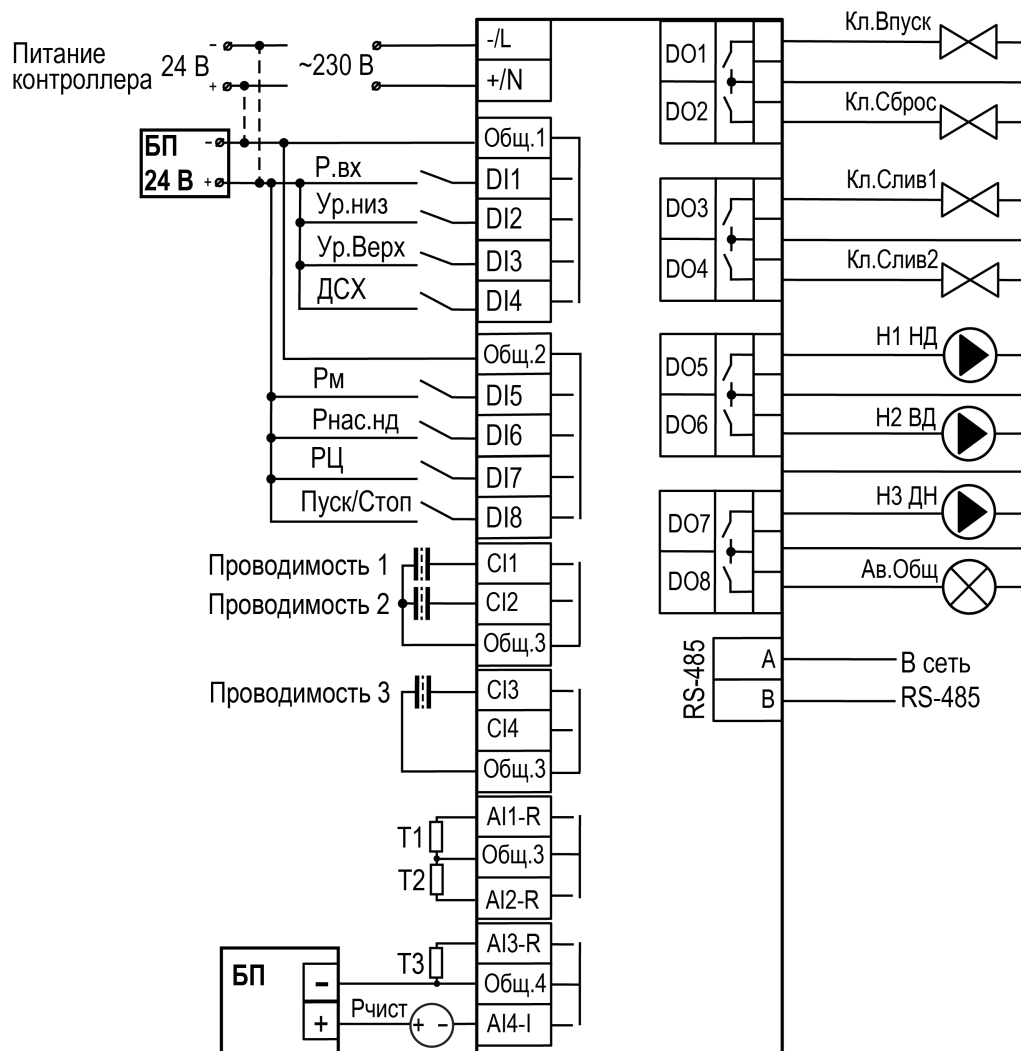 Питание
контроллера
-
+
24 В
~230 В
-/L
+/N
БП
24 В
-
+
Общ.1
Р.вх
DI1
Ур.низ
DI2
Ур.Верх
DI3
ДСХ
DI4
Общ.2
Рм
DI5
Рнас.нд
DI6
РЦ
DI7
Пуск/Стоп
DI8
Проводимость 1
CI1
Проводимость 2
CI2
Общ.3
Проводимость 3
CI3
CI4
Общ.3
T1
AI1-R
Общ.3
T2
AI2-R
T3
AI3-R
БП
-
Общ.4
+
Рчист
+ -
AI4-I
DO1
Кл.Впуск
DO2
Кл.Сброс
DO3
Кл.Слив1
DO4
Кл.Слив2
DO5
Н1 НД
DO6
Н2 ВД
DO7
Н3 ДН
DO8
Ав.Общ
RS-485
A
B
В сеть
RS-485